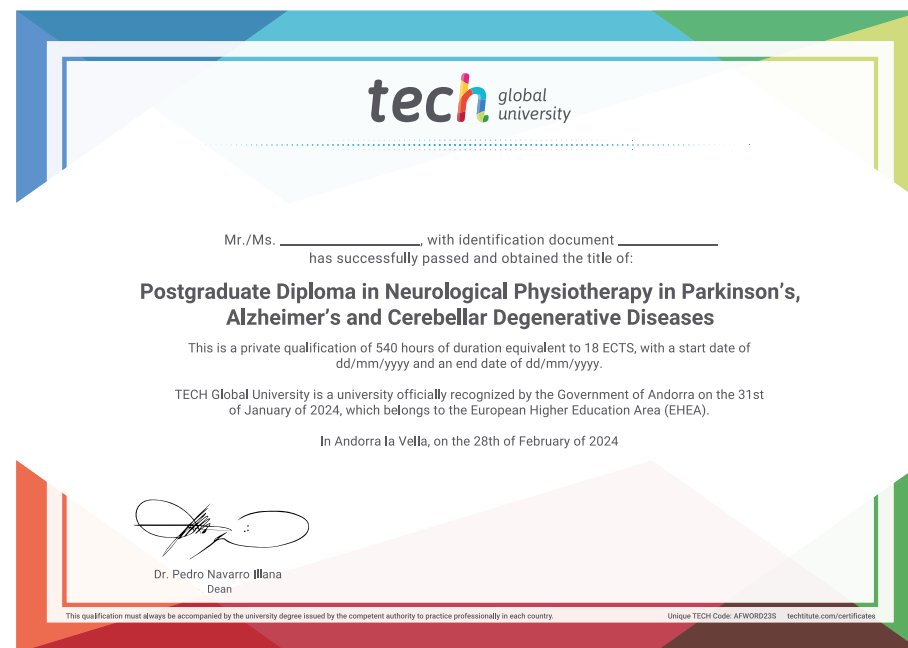 tech global university
Mr./Ms. ____________________, with identification document ______________
has successfully passed and obtained the title of:
Postgraduate Diploma in Neurological Physiotherapy in Parkinson’s,
Alzheimer’s and Cerebellar Degenerative Diseases
This is a private qualification of 540 hours of duration equivalent to 18 ECTS, with a start date of
dd/mm/yyyy and an end date of dd/mm/yyyy.
TECH Global University is a university officially recognized by the Government of Andorra on the 31st
of January of 2024, which belongs to the European Higher Education Area (EHEA).
In Andorra la Vella, on the 28th of February of 2024
Dr. Pedro Navarro Illana
Dean
This qualification must always be accompanied by the university degree issued by the competent authority to practice professionally in each country.
Unique TECH Code: AFWORD23S techtitute.com/certificates